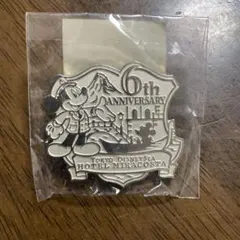 6th
ANNIVERSARY
TOKYO DISNEYSEA
HOTEL MIRACOSTA